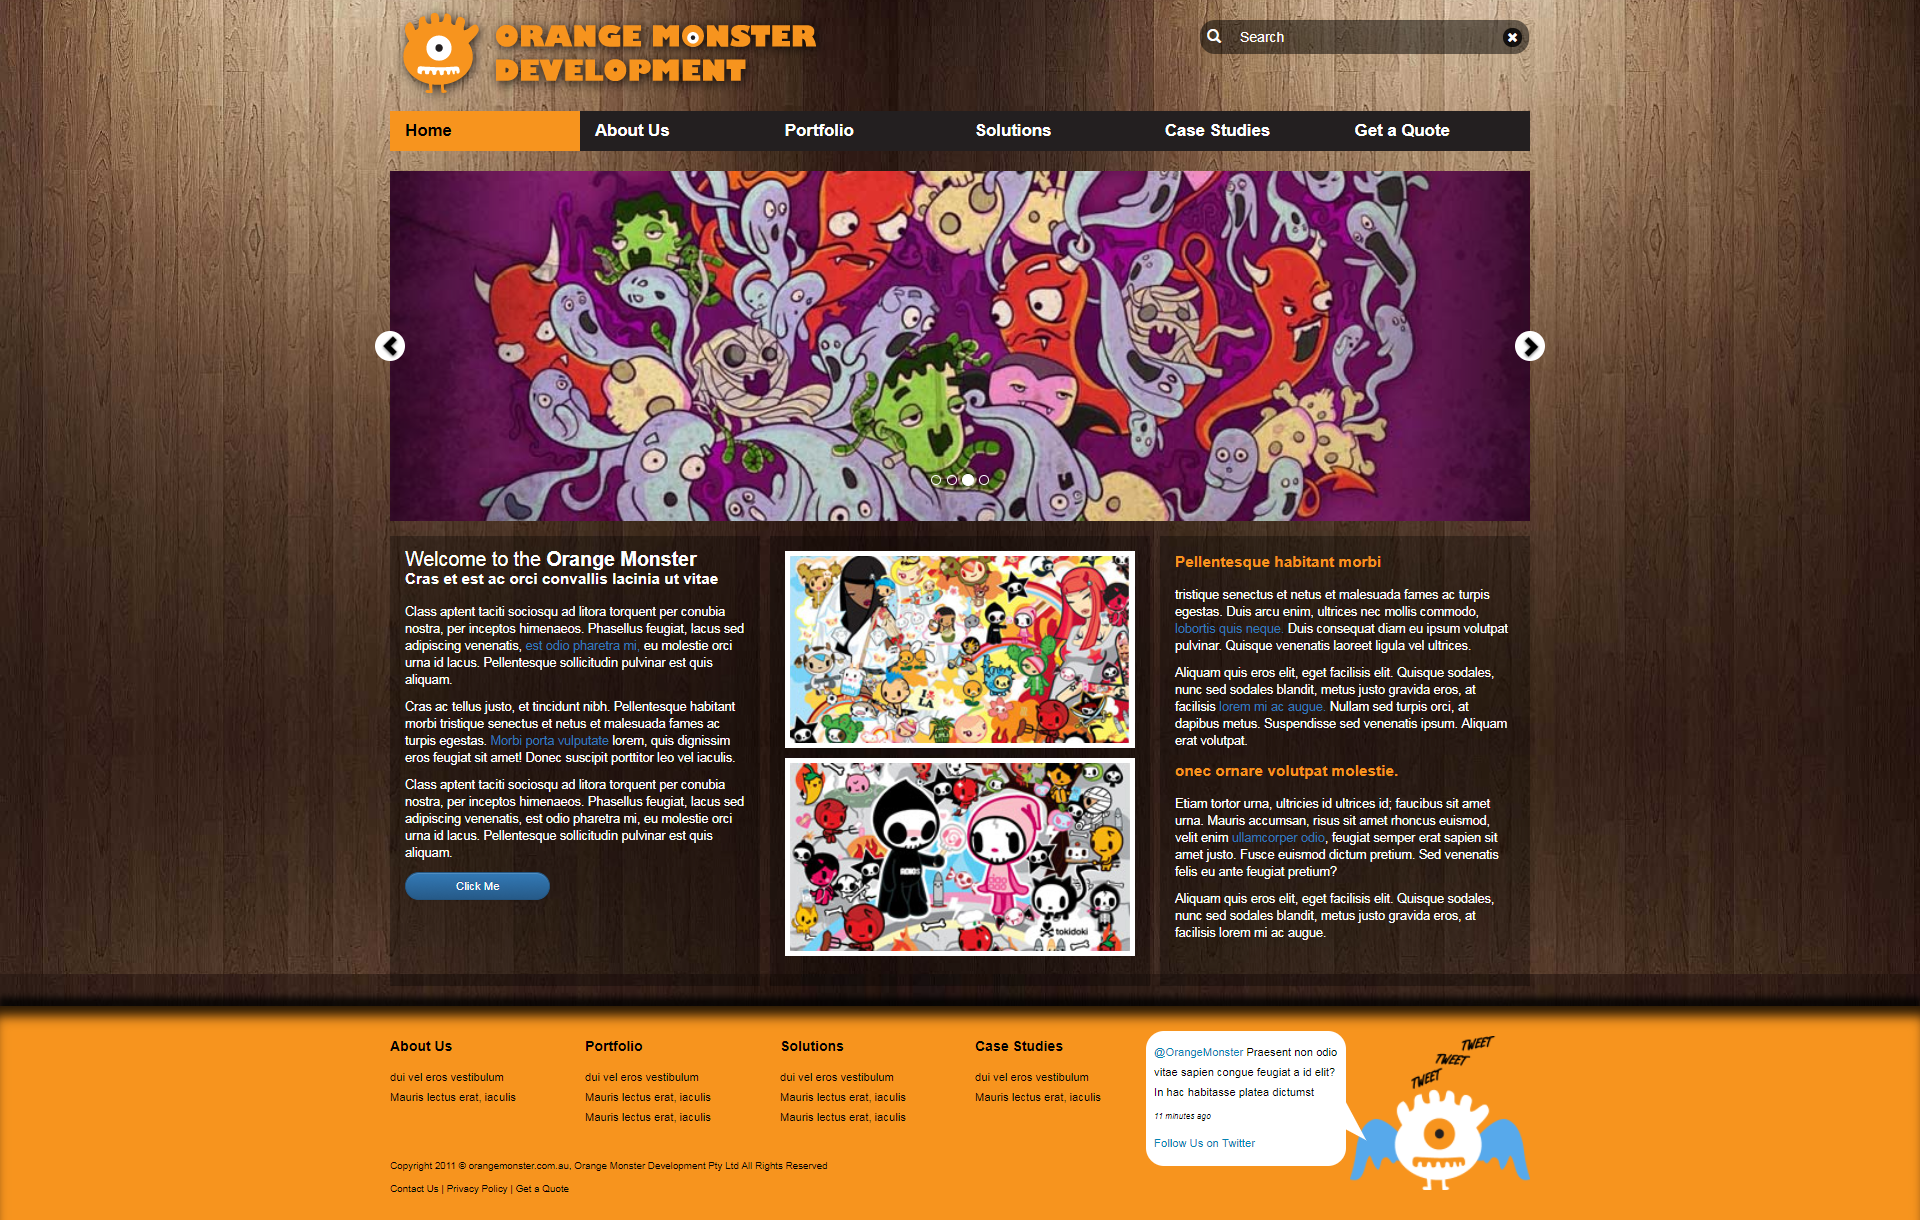 ORANGE MONSTER
DEVELOPMENT
Search
Home
About Us
Portfolio
Solutions
Case Studies
Get a Quote
Welcome to the Orange Monster
Cras et est ac orci convallis lacinia ut vitae
Class aptent taciti sociosqu ad litora torquent per conubia
nostra, per inceptos himenaeos. Phasellus feugiat, lacus sed
adipiscing venenatis, est odio pharetra mi, eu molestie orci
urna id lacus. Pellentesque sollicitudin pulvinar est quis
aliquam.
Cras ac tellus justo, et tincidunt nibh. Pellentesque habitant
morbi tristique senectus et netus et malesuada fames ac
turpis egestas. Morbi porta vulputate lorem, quis dignissim
eros feugiat sit amet! Donec suscipit porttitor leo vel iaculis.
Class aptent taciti sociosqu ad litora torquent per conubia
nostra, per inceptos himenaeos. Phasellus feugiat, lacus sed
adipiscing venenatis, est odio pharetra mi, eu molestie orci
urna id lacus. Pellentesque sollicitudin pulvinar est quis
aliquam.
Click Me
LA
ADIOS
ciao
ciao
tokidoki
Pellentesque habitant morbi
tristique senectus et netus et malesuada fames ac turpis
egestas. Duis arcu enim, ultrices nec mollis commodo,
lobortis quis neque. Duis consequat diam eu ipsum volutpat
pulvinar. Quisque venenatis laoreet ligula vel ultrices.
Aliquam quis eros elit, eget facilisis elit. Quisque sodales,
nunc sed sodales blandit, metus justo gravida eros, at
facilisis lorem mi ac augue. Nullam sed turpis orci, at
dapibus metus. Suspendisse sed venenatis ipsum. Aliquam
erat volutpat.
onec ornare volutpat molestie.
Etiam tortor urna, ultricies id ultrices id; faucibus sit amet
urna. Mauris accumsan, risus sit amet rhoncus euismod,
velit enim ullamcorper odio, feugiat semper erat sapien sit
amet justo. Fusce euismod dictum pretium. Sed venenatis
felis eu ante feugiat pretium?
Aliquam quis eros elit, eget facilisis elit. Quisque sodales,
nunc sed sodales blandit, metus justo gravida eros, at
facilisis lorem mi ac augue.
About Us
dui vel eros vestibulum
Mauris lectus erat, iaculis
Portfolio
dui vel eros vestibulum
Mauris lectus erat, iaculis
Mauris lectus erat, iaculis
Solutions
dui vel eros vestibulum
Mauris lectus erat, iaculis
Mauris lectus erat, iaculis
Case Studies
dui vel eros vestibulum
Mauris lectus erat, iaculis
@OrangeMonster Praesent non odio
vitae sapien congue feugiat a id elit?
In hac habitasse platea dictumst
11 minutes ago
Follow Us on Twitter
TWEET
TWEET
TWEET
Copyright 2011 © orangemonster.com.au, Orange Monster Development Pty Ltd All Rights Reserved
Contact Us | Privacy Policy | Get a Quote